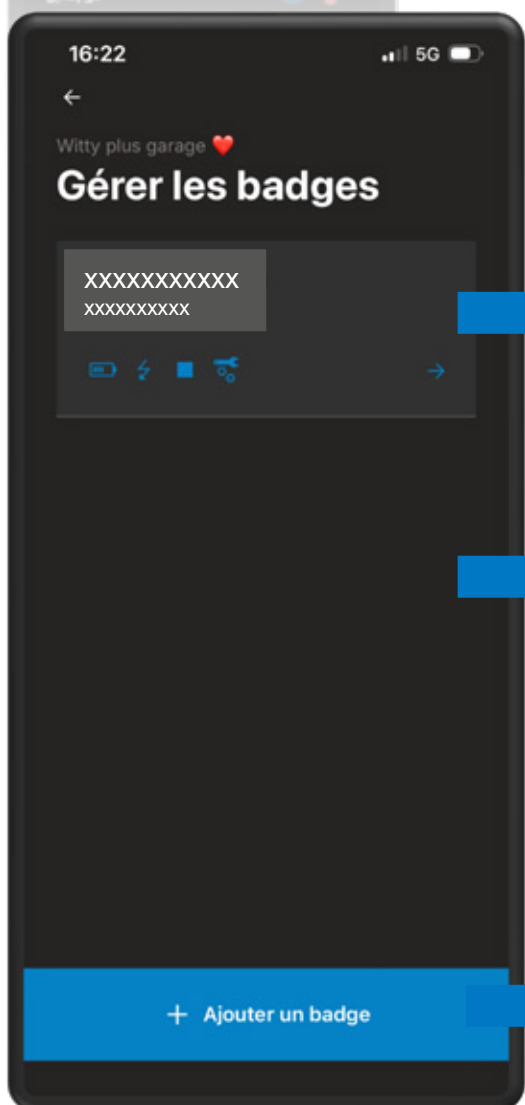 16:22
5G
Witty plus garage ❤️
Gérer les badges
XXXXXXXXXXX
XXXXXXXXXX
+ Ajouter un badge